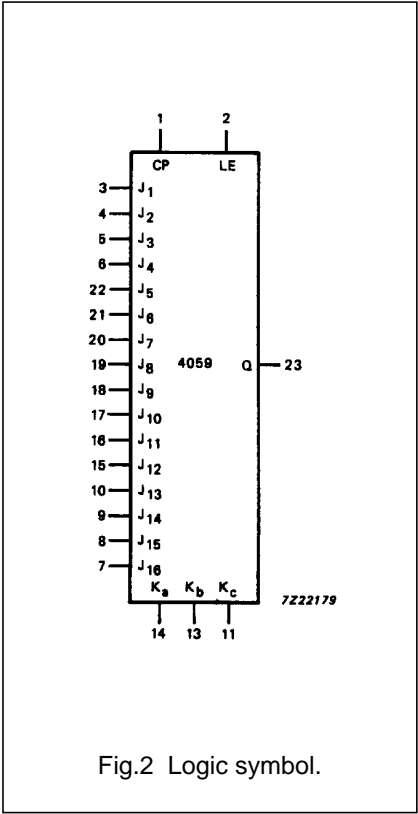 1 2
CP LE
3 J1
4 J2
5 J3
6 J4
22 J5
21 J6
20 J7
19 J8 4059 Q 23
18 J9
17 J10
16 J11
15 J12
10 J13
9 J14
8 J15
7 J16
Ka Kb Kc
7Z22179
14 13 11
Fig.2 Logic symbol.